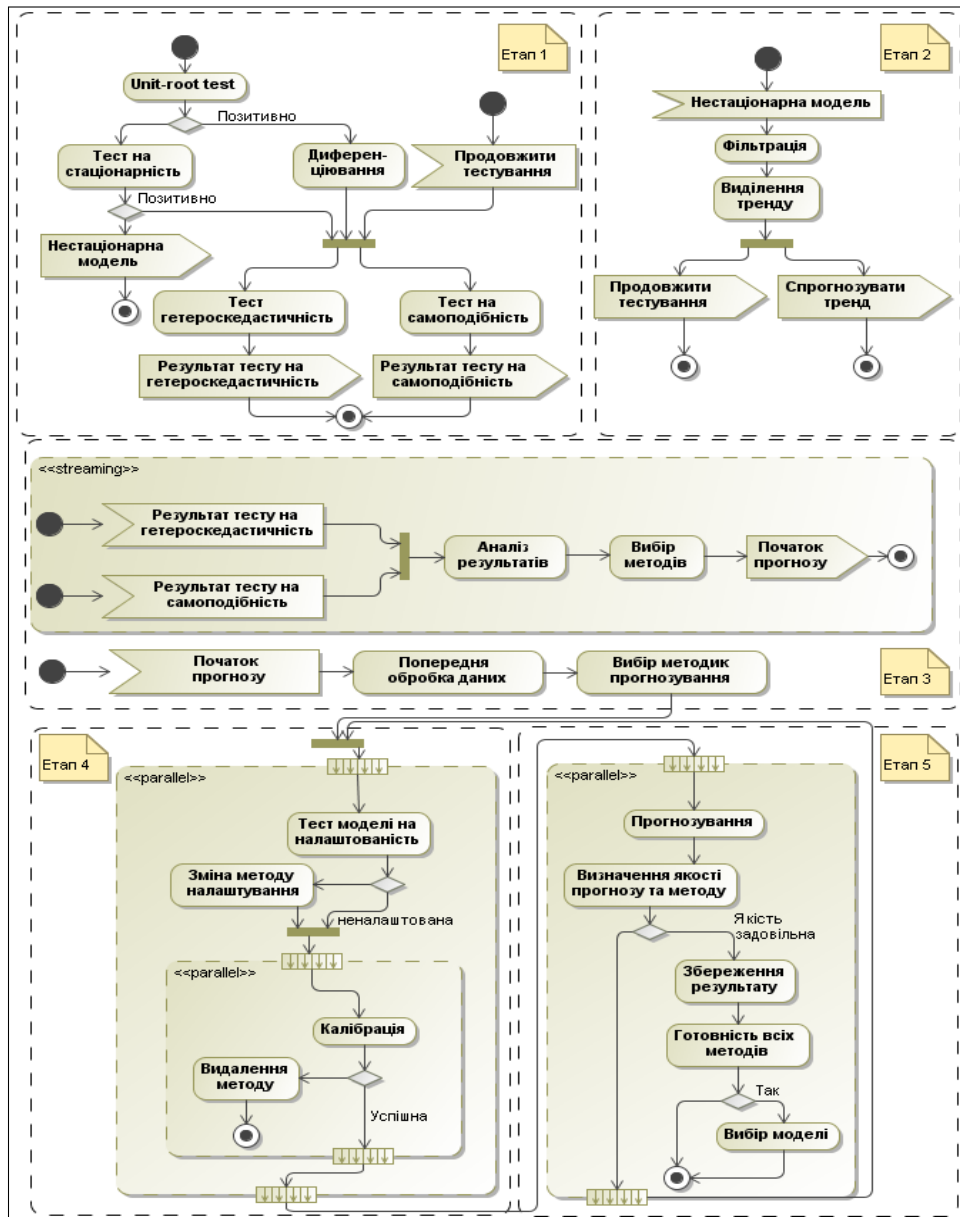 Етап 1
Unit-root test
Позитивно
Тест на
стаціонарність
Диферен-
ціювання
Продовжити
тестування
Позитивно
Нестаціонарна
модель
Тест
гетероскедастичність
Тест на
самоподібність
Результат тесту на
гетероскедастичність
Результат тесту на
самоподібність
Етап 2
Нестаціонарна модель
Фільтрація
Виділення
тренду
Продовжити
тестування
Спрогнозувати
тренд
<<streaming>>
Результат тесту на
гетероскедастичність
Результат тесту на
самоподібність
Аналіз
результатів
Вибір
методів
Початок
прогнозу
Початок
прогнозу
Попередня
обробка даних
Вибір методик
прогнозування
Етап 3
Етап 4
<<parallel>>
Тест моделі на
налаштованість
Зміна методу
налаштування
неналаштована
<<parallel>>
Калібрація
Видалення
методу
Успішна
Етап 5
<<parallel>>
Прогнозування
Визначення якості
прогнозу та методу
Якість
задовільна
Збереження
результату
Готовність всіх
методів
Так
Вибір моделі